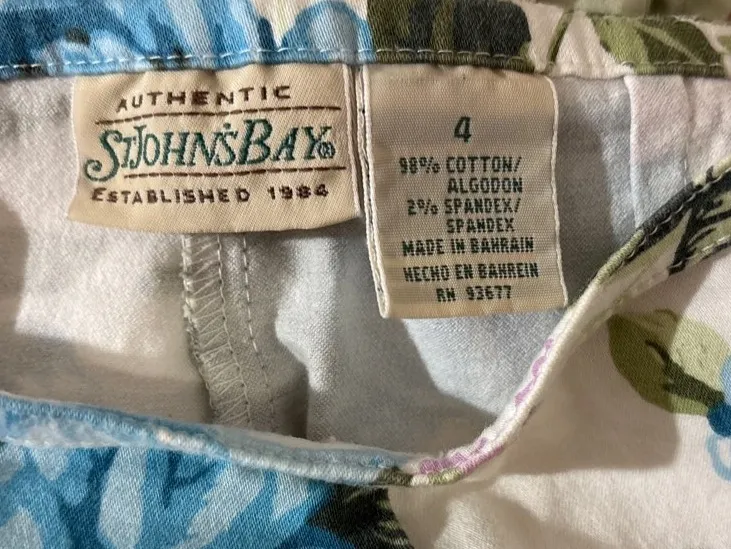 AUTHENTIC
ST.JOHN'S BAY®
ESTABLISHED 1984
4
98% COTTON/
ALGODON
2% SPANDEX/
SPANDEX
MADE IN BAHRAIN
HECHO EN BAHREIN
RN 93677